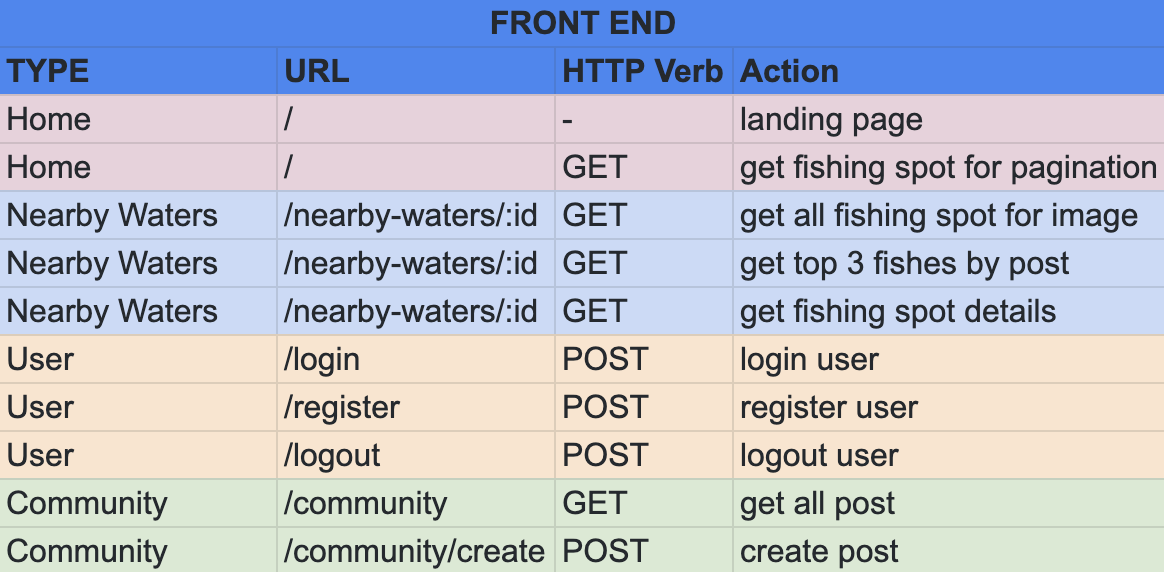 FRONT END
TYPE URL HTTP Verb Action
Home / - landing page
Home / GET get fishing spot for pagination
Nearby Waters /nearby-waters/:id GET get all fishing spot for image
Nearby Waters /nearby-waters/:id GET get top 3 fishes by post
Nearby Waters /nearby-waters/:id GET get fishing spot details
User /login POST login user
User /register POST register user
User /logout POST logout user
Community /community GET get all post
Community /community/create POST create post